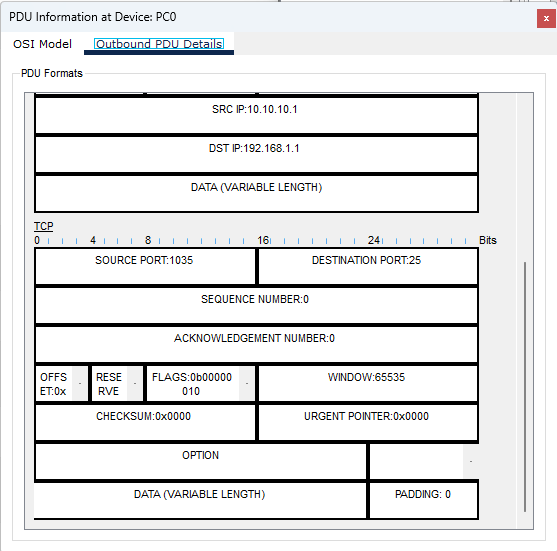 PDU Information at Device: PC0
x
OSI Model Outbound PDU Details
PDU Formats
SRC IP:10.10.10.1
DST IP:192.168.1.1
DATA (VARIABLE LENGTH)
TCP
0 4 8 16 24 Bits
SOURCE PORT:1035 DESTINATION PORT:25
SEQUENCE NUMBER:0
ACKNOWLEDGEMENT NUMBER:0
OFFS RESE FLAGS:0b00000 WINDOW:65535
ET:0x RVE 010
CHECKSUM:0x0000 URGENT POINTER:0x0000
OPTION
DATA (VARIABLE LENGTH) PADDING: 0